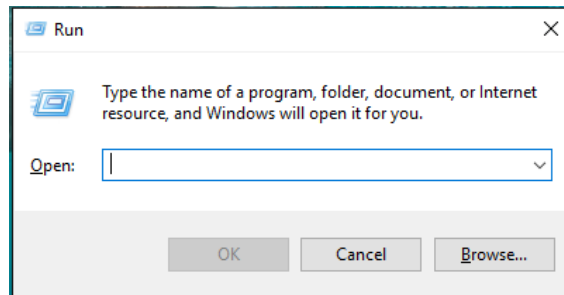 Run
Type the name of a program, folder, document, or Internet
resource, and Windows will open it for you.
Open:
OK Cancel Browse...